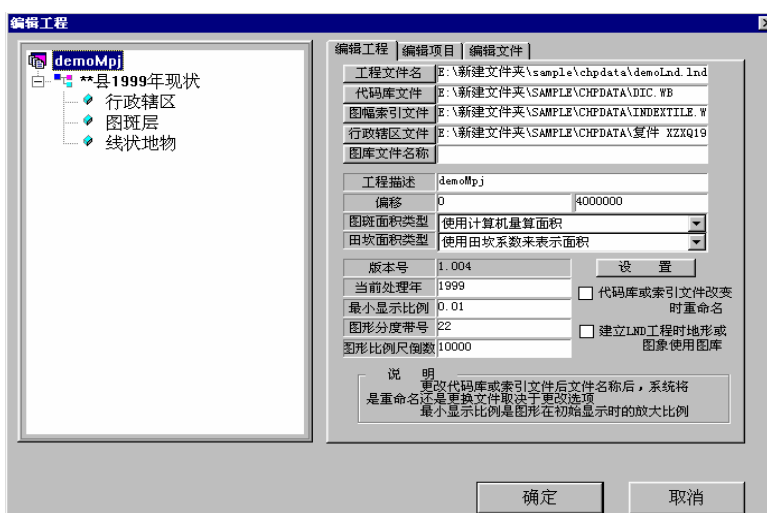 编辑工程
demoMpj
**县1999年现状
行政辖区
图斑层
线状地物
编辑工程 编辑项目 编辑文件
工程文件名 E:\新建文件夹\sample\chpdata\demoLnd.lnd
代码库文件 E:\新建文件夹\SAMPLE\CHPDATA\DIC.WB
图幅索引文件 E:\新建文件夹\SAMPLE\CHPDATA\INDEXTILE.W
行政辖区文件 E:\新建文件夹\SAMPLE\CHPDATA\复件 XZXQ19
图库文件名称
工程描述 demoMpj
偏移 0 4000000
图斑面积类型 使用计算机量算面积
田坎面积类型 使用田坎系数来表示面积
版本号 1.004 设 置
当前处理年 1999 代码库或索引文件改变
最小显示比例 0.01 时重命名
图形分度带号 22 建立LND工程时地形或
图形比例尺倒数 10000 图象使用图库
说 明
更改代码库或索引文件后文件名称后,系统将
是重命名还是更换文件取决于更改选项
最小显示比例是图形在初始显示时的放大比例
确定 取消